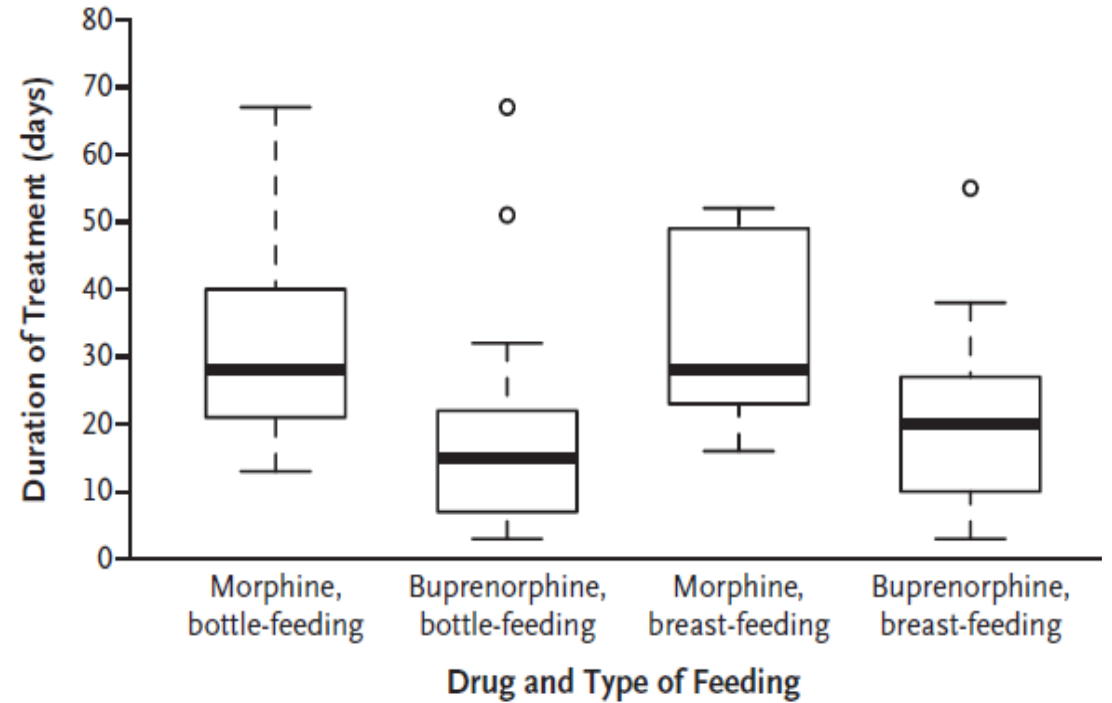 Duration of Treatment (days)
80
70
60
50
40
30
20
10
0
Morphine, bottle-feeding
Buprenorphine, bottle-feeding
Morphine, breast-feeding
Buprenorphine, breast-feeding
Drug and Type of Feeding